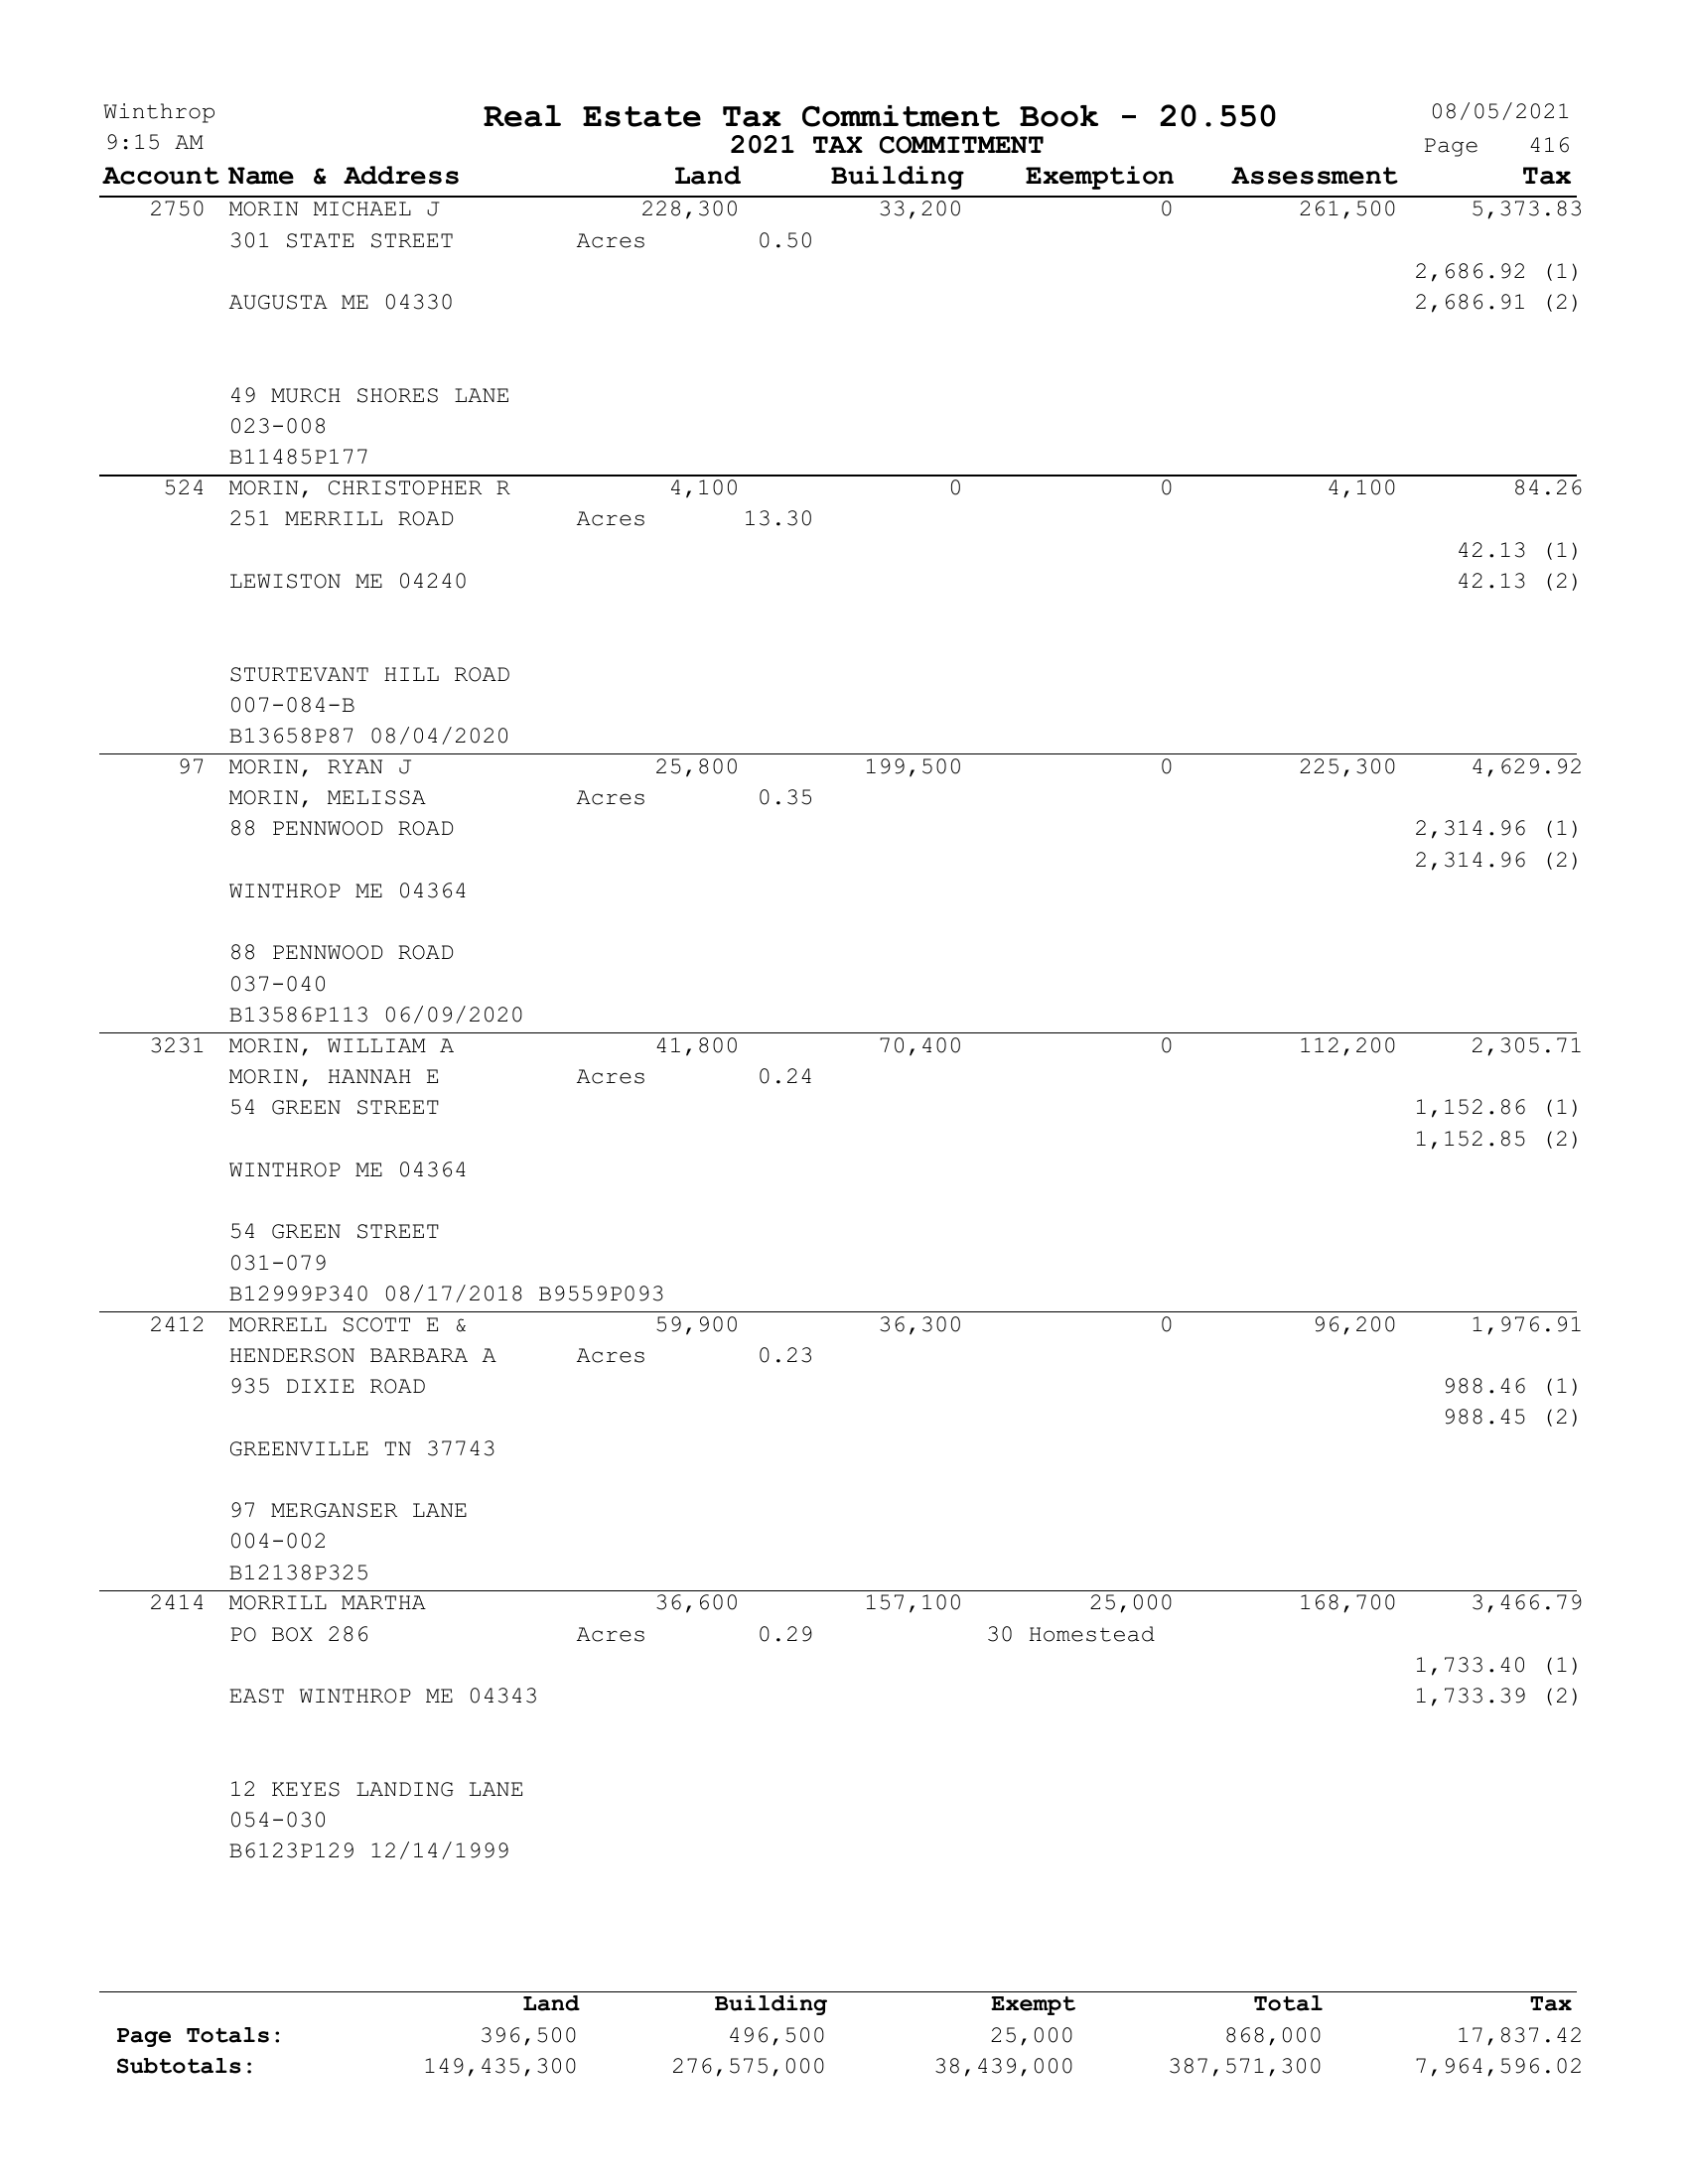 Winthrop Real Estate Tax Commitment Book - 20.550 08/05/2021
9:15 AM 2021 TAX COMMITMENT Page 416
Account Name & Address Land Building Exemption Assessment Tax
2750 MORIN MICHAEL J 228,300 33,200 0 261,500 5,373.83
301 STATE STREET Acres 0.50
2,686.92 (1)
AUGUSTA ME 04330 2,686.91 (2)
49 MURCH SHORES LANE
023-008
B11485P177
524 MORIN, CHRISTOPHER R 4,100 0 0 4,100 84.26
251 MERRILL ROAD Acres 13.30
42.13 (1)
LEWISTON ME 04240 42.13 (2)
STURTEVANT HILL ROAD
007-084-B
B13658P87 08/04/2020
97 MORIN, RYAN J 25,800 199,500 0 225,300 4,629.92
MORIN, MELISSA Acres 0.35
88 PENNWOOD ROAD 2,314.96 (1)
2,314.96 (2)
WINTHROP ME 04364
88 PENNWOOD ROAD
037-040
B13586P113 06/09/2020
3231 MORIN, WILLIAM A 41,800 70,400 0 112,200 2,305.71
MORIN, HANNAH E Acres 0.24
54 GREEN STREET 1,152.86 (1)
1,152.85 (2)
WINTHROP ME 04364
54 GREEN STREET
031-079
B12999P340 08/17/2018 B9559P093
2412 MORRELL SCOTT E & 59,900 36,300 0 96,200 1,976.91
HENDERSON BARBARA A Acres 0.23
935 DIXIE ROAD 988.46 (1)
988.45 (2)
GREENVILLE TN 37743
97 MERGANSER LANE
004-002
B12138P325
2414 MORRILL MARTHA 36,600 157,100 25,000 168,700 3,466.79
PO BOX 286 Acres 0.29 30 Homestead
1,733.40 (1)
EAST WINTHROP ME 04343 1,733.39 (2)
12 KEYES LANDING LANE
054-030
B6123P129 12/14/1999
Land Building Exempt Total Tax
Page Totals: 396,500 496,500 25,000 868,000 17,837.42
Subtotals: 149,435,300 276,575,000 38,439,000 387,571,300 7,964,596.02